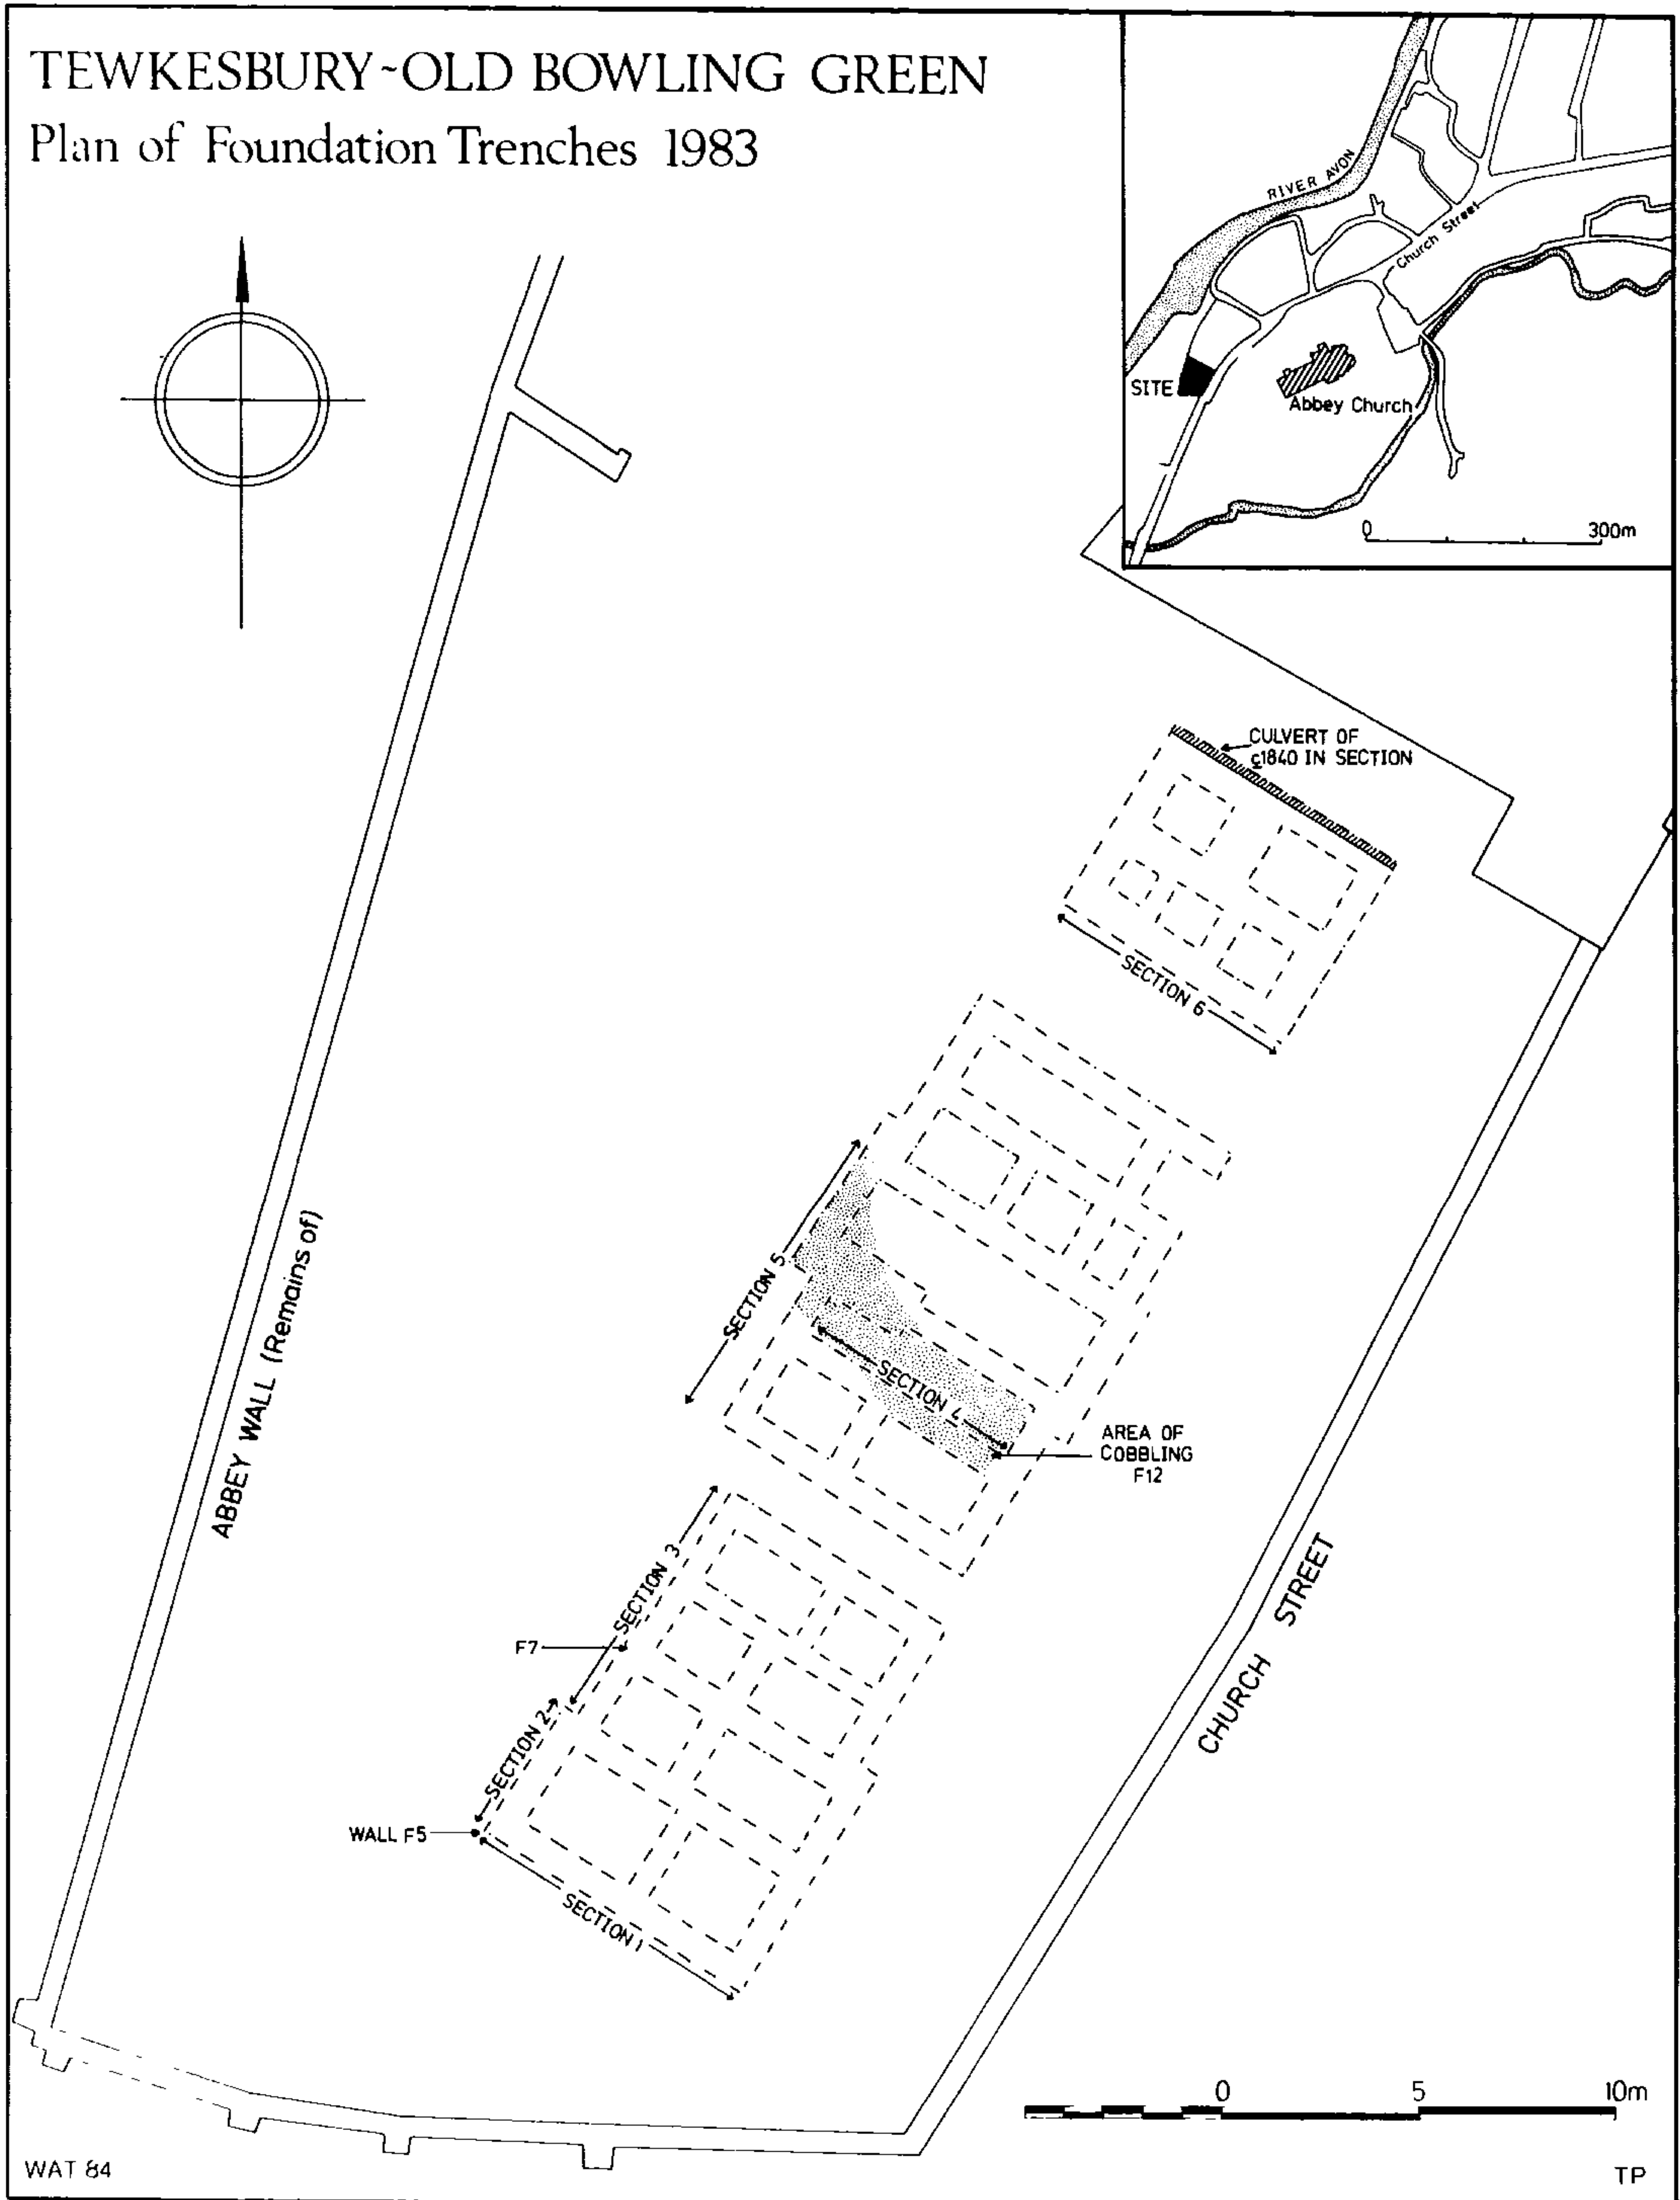 TEWKESBURY~OLD BOWLING GREEN
Plan of Foundation Trenches 1983
RIVER AVON
Church Street
SITE
Abbey Church
0 300m
CULVERT OF
c1840 IN SECTION
SECTION 6
SECTION 5
SECTION 4
AREA OF
COBBLING
F12
ABBEY WALL (Remains of)
SECTION 3
F7
SECTION 2
WALL F5
SECTION 1
CHURCH STREET
0 5 10m
WAT 84
TP